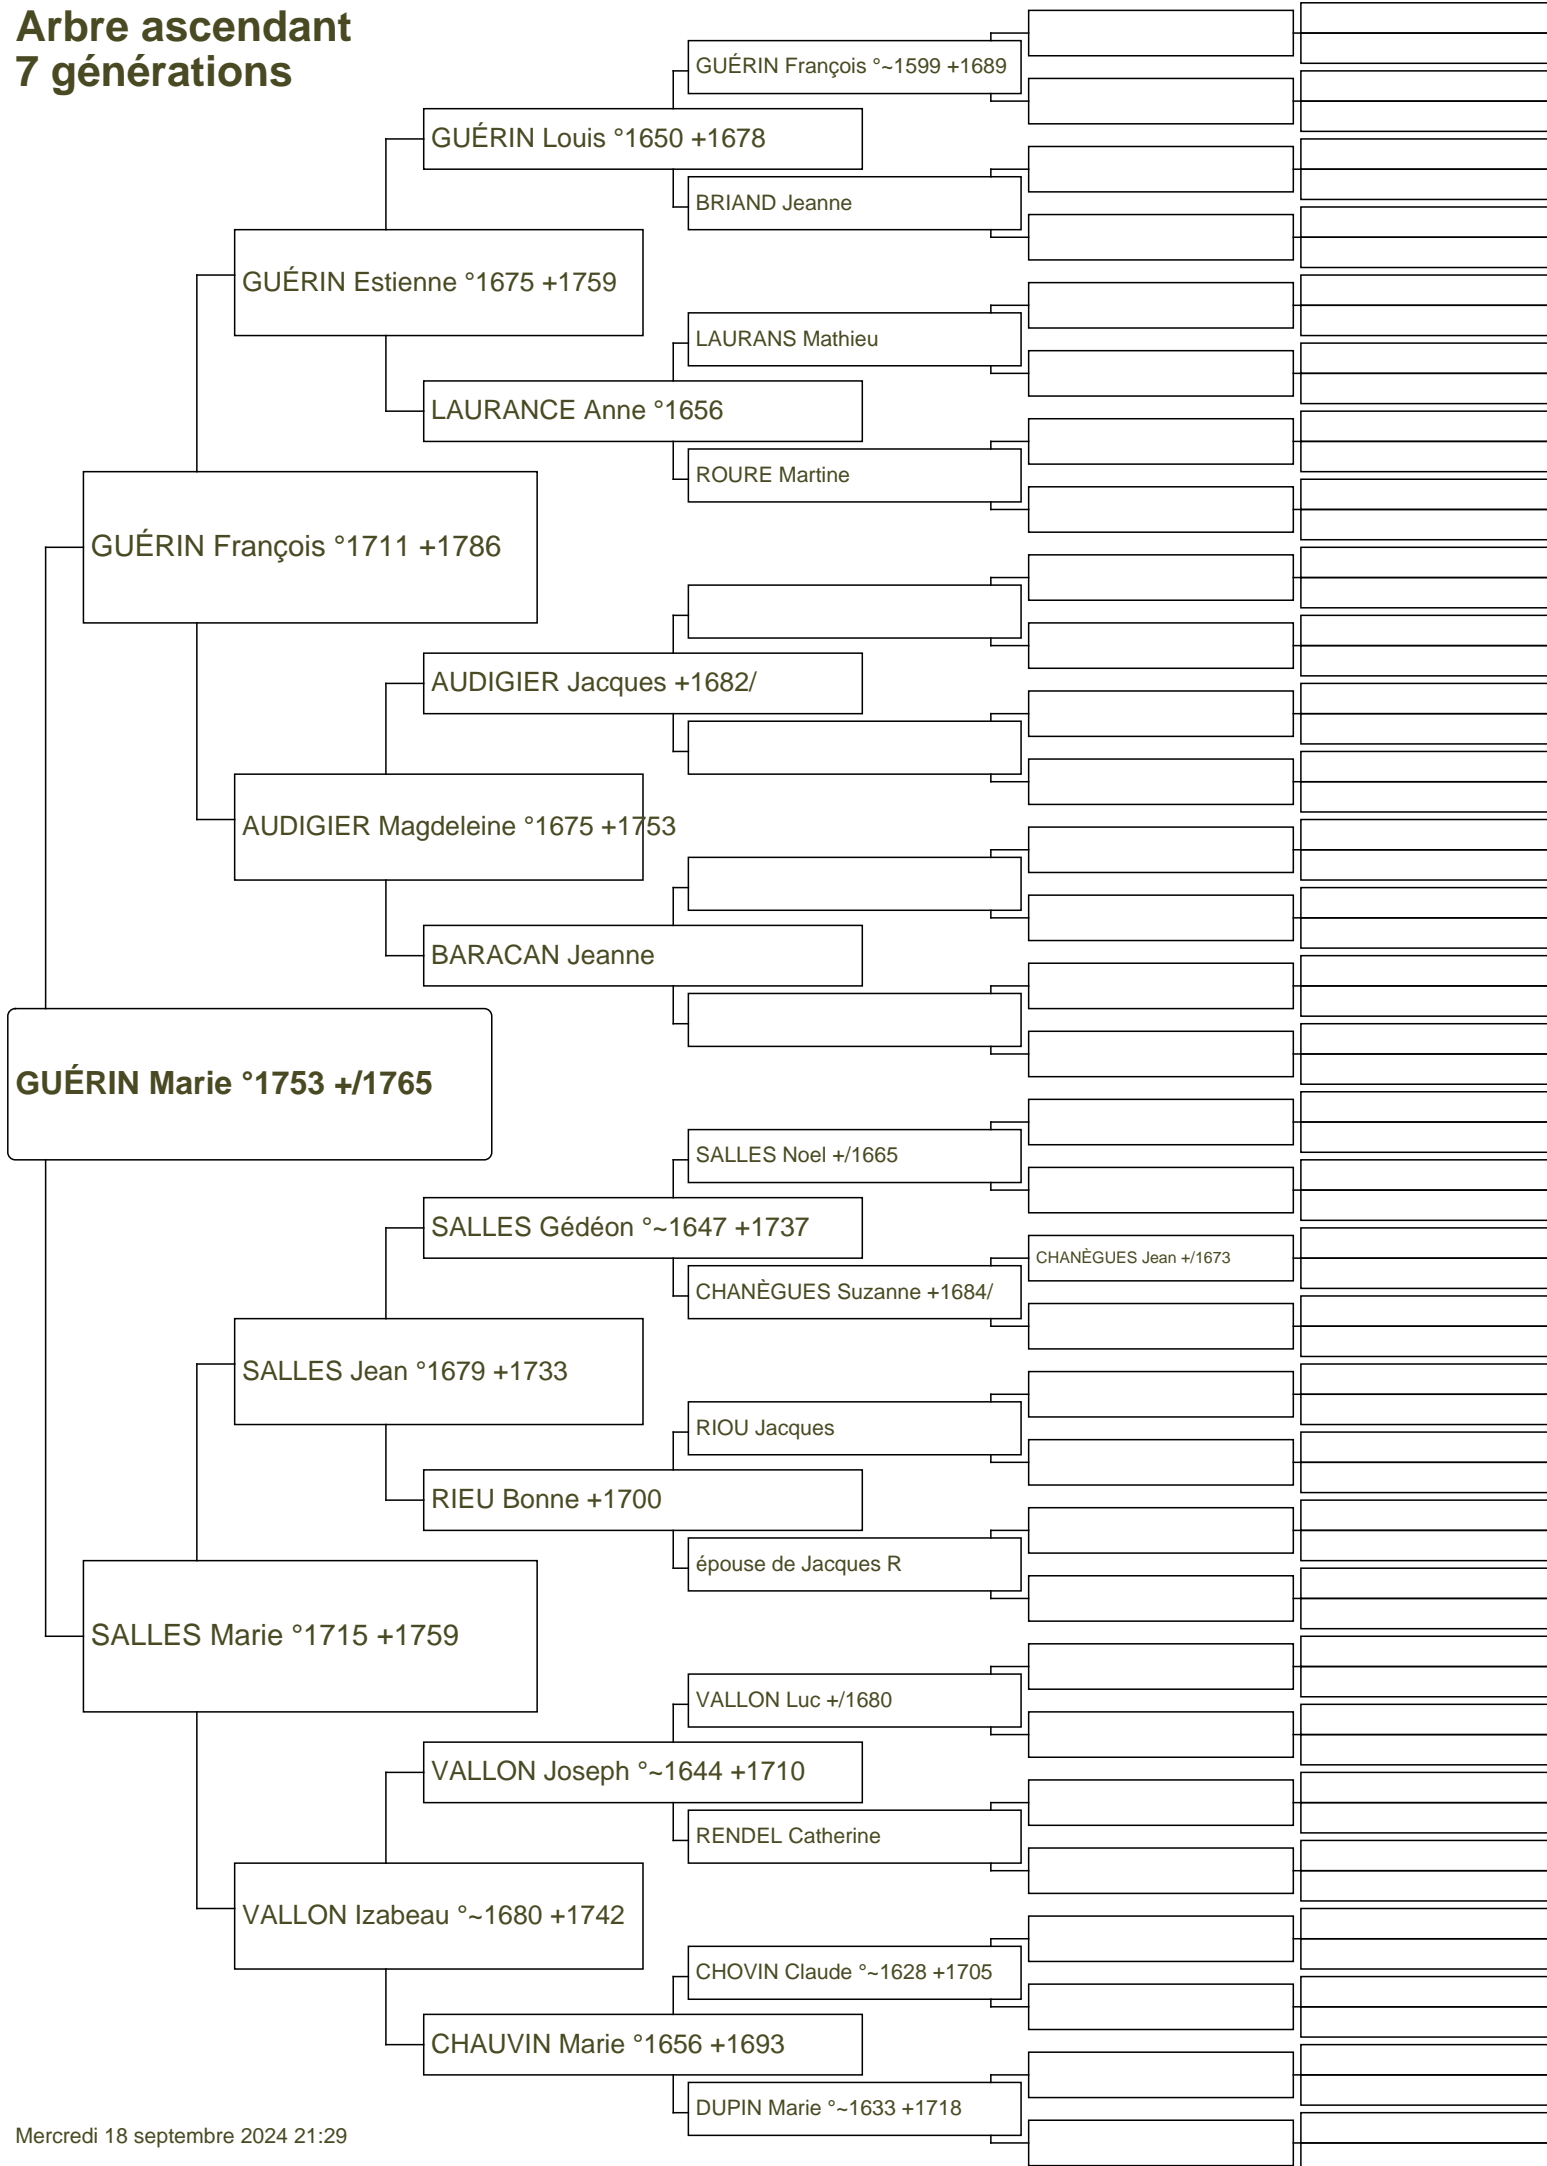 Arbre ascendant
7 générations
GUÉRIN François °~1599 +1689
GUÉRIN Louis °1650 +1678
BRIAND Jeanne
GUÉRIN Estienne °1675 +1759
LAURANS Mathieu
LAURANCE Anne °1656
ROURE Martine
GUÉRIN François °1711 +1786
AUDIGIER Jacques +1682/
AUDIGIER Magdeleine °1675 +1753
BARACAN Jeanne
GUÉRIN Marie °1753 +/1765
SALLES Noel +/1665
SALLES Gédéon °~1647 +1737
CHANÈGUES Jean +/1673
CHANÈGUES Suzanne +1684/
SALLES Jean °1679 +1733
RIOU Jacques
RIEU Bonne +1700
épouse de Jacques R
SALLES Marie °1715 +1759
VALLON Luc +/1680
VALLON Joseph °~1644 +1710
RENDEL Catherine
VALLON Izabeau °~1680 +1742
CHOVIN Claude °~1628 +1705
CHAUVIN Marie °1656 +1693
DUPIN Marie °~1633 +1718
Mercredi 18 septembre 2024 21:29